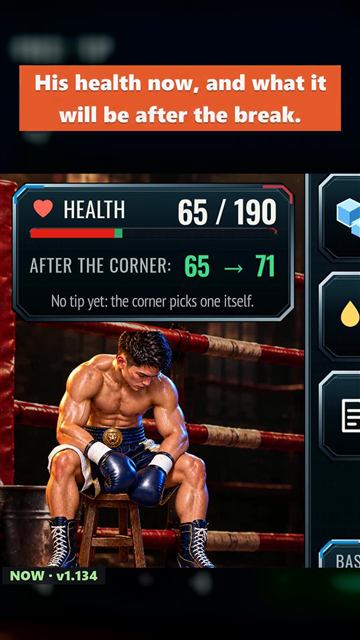 His health now, and what it
will be after the break.
HEALTH 65 / 190
AFTER THE CORNER: 65 → 71
No tip yet: the corner picks one itself.
BAS
NOW · v1.134